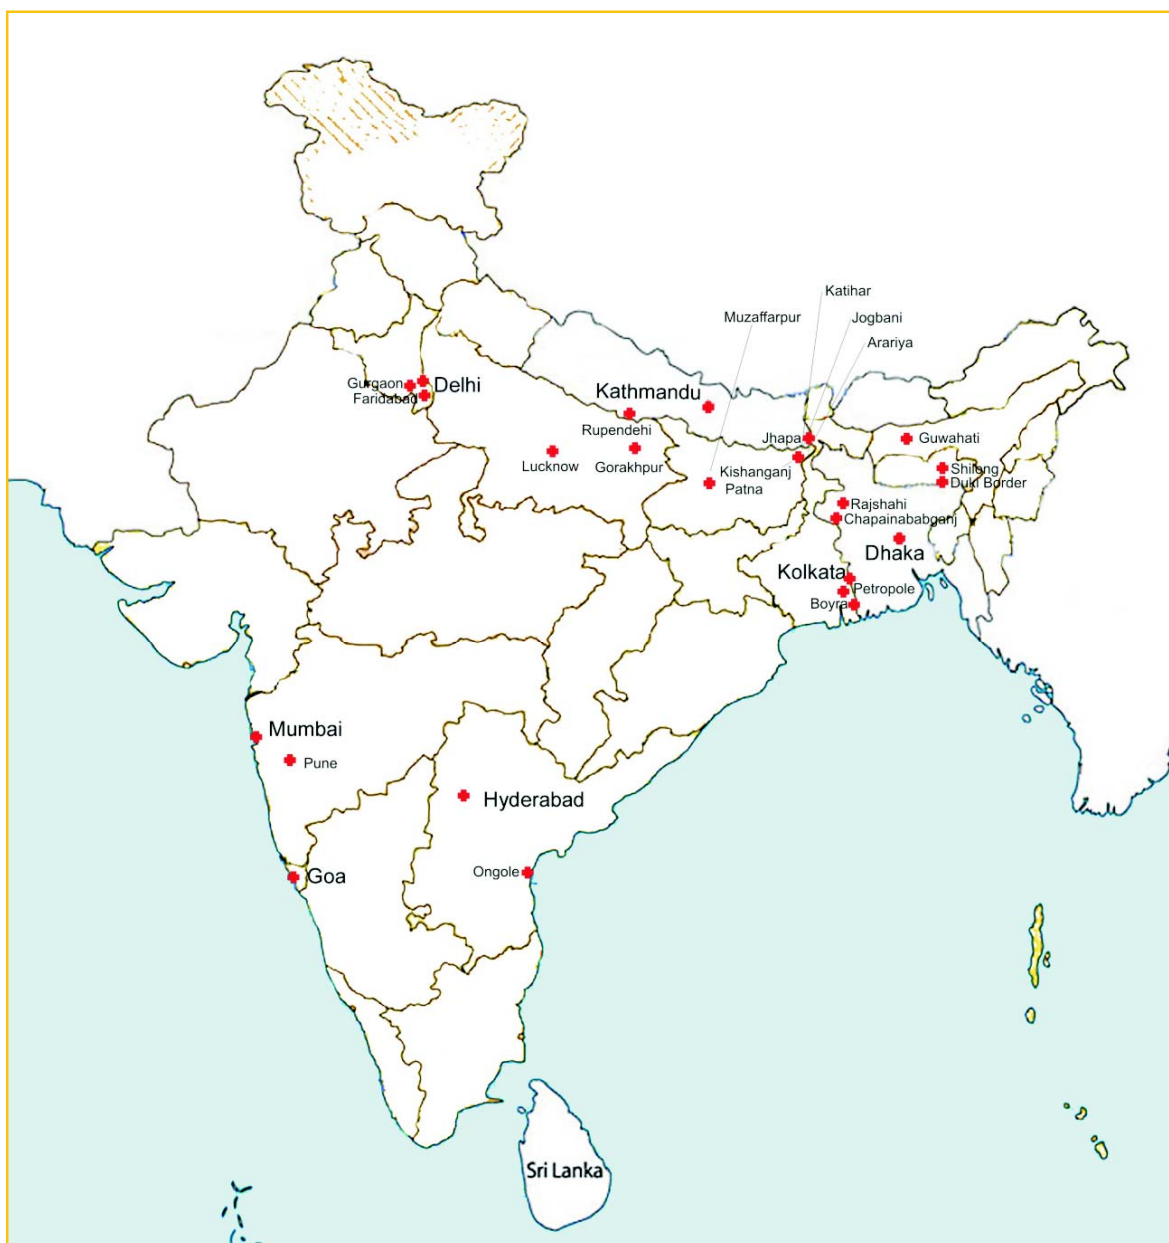 Katihar
Muzaffarpur
Jogbani
Arariya
Gurgaon
Delhi
Faridabad
Kathmandu
Rupendehi
Jhapa
Guwahati
Lucknow
Gorakhpur
Kishanganj
Patna
Shilong
Duki Border
Rajshahi
Chapainababganj
Dhaka
Kolkata
Petropole
Boyra
Mumbai
Pune
Hyderabad
Goa
Ongole
Sri Lanka